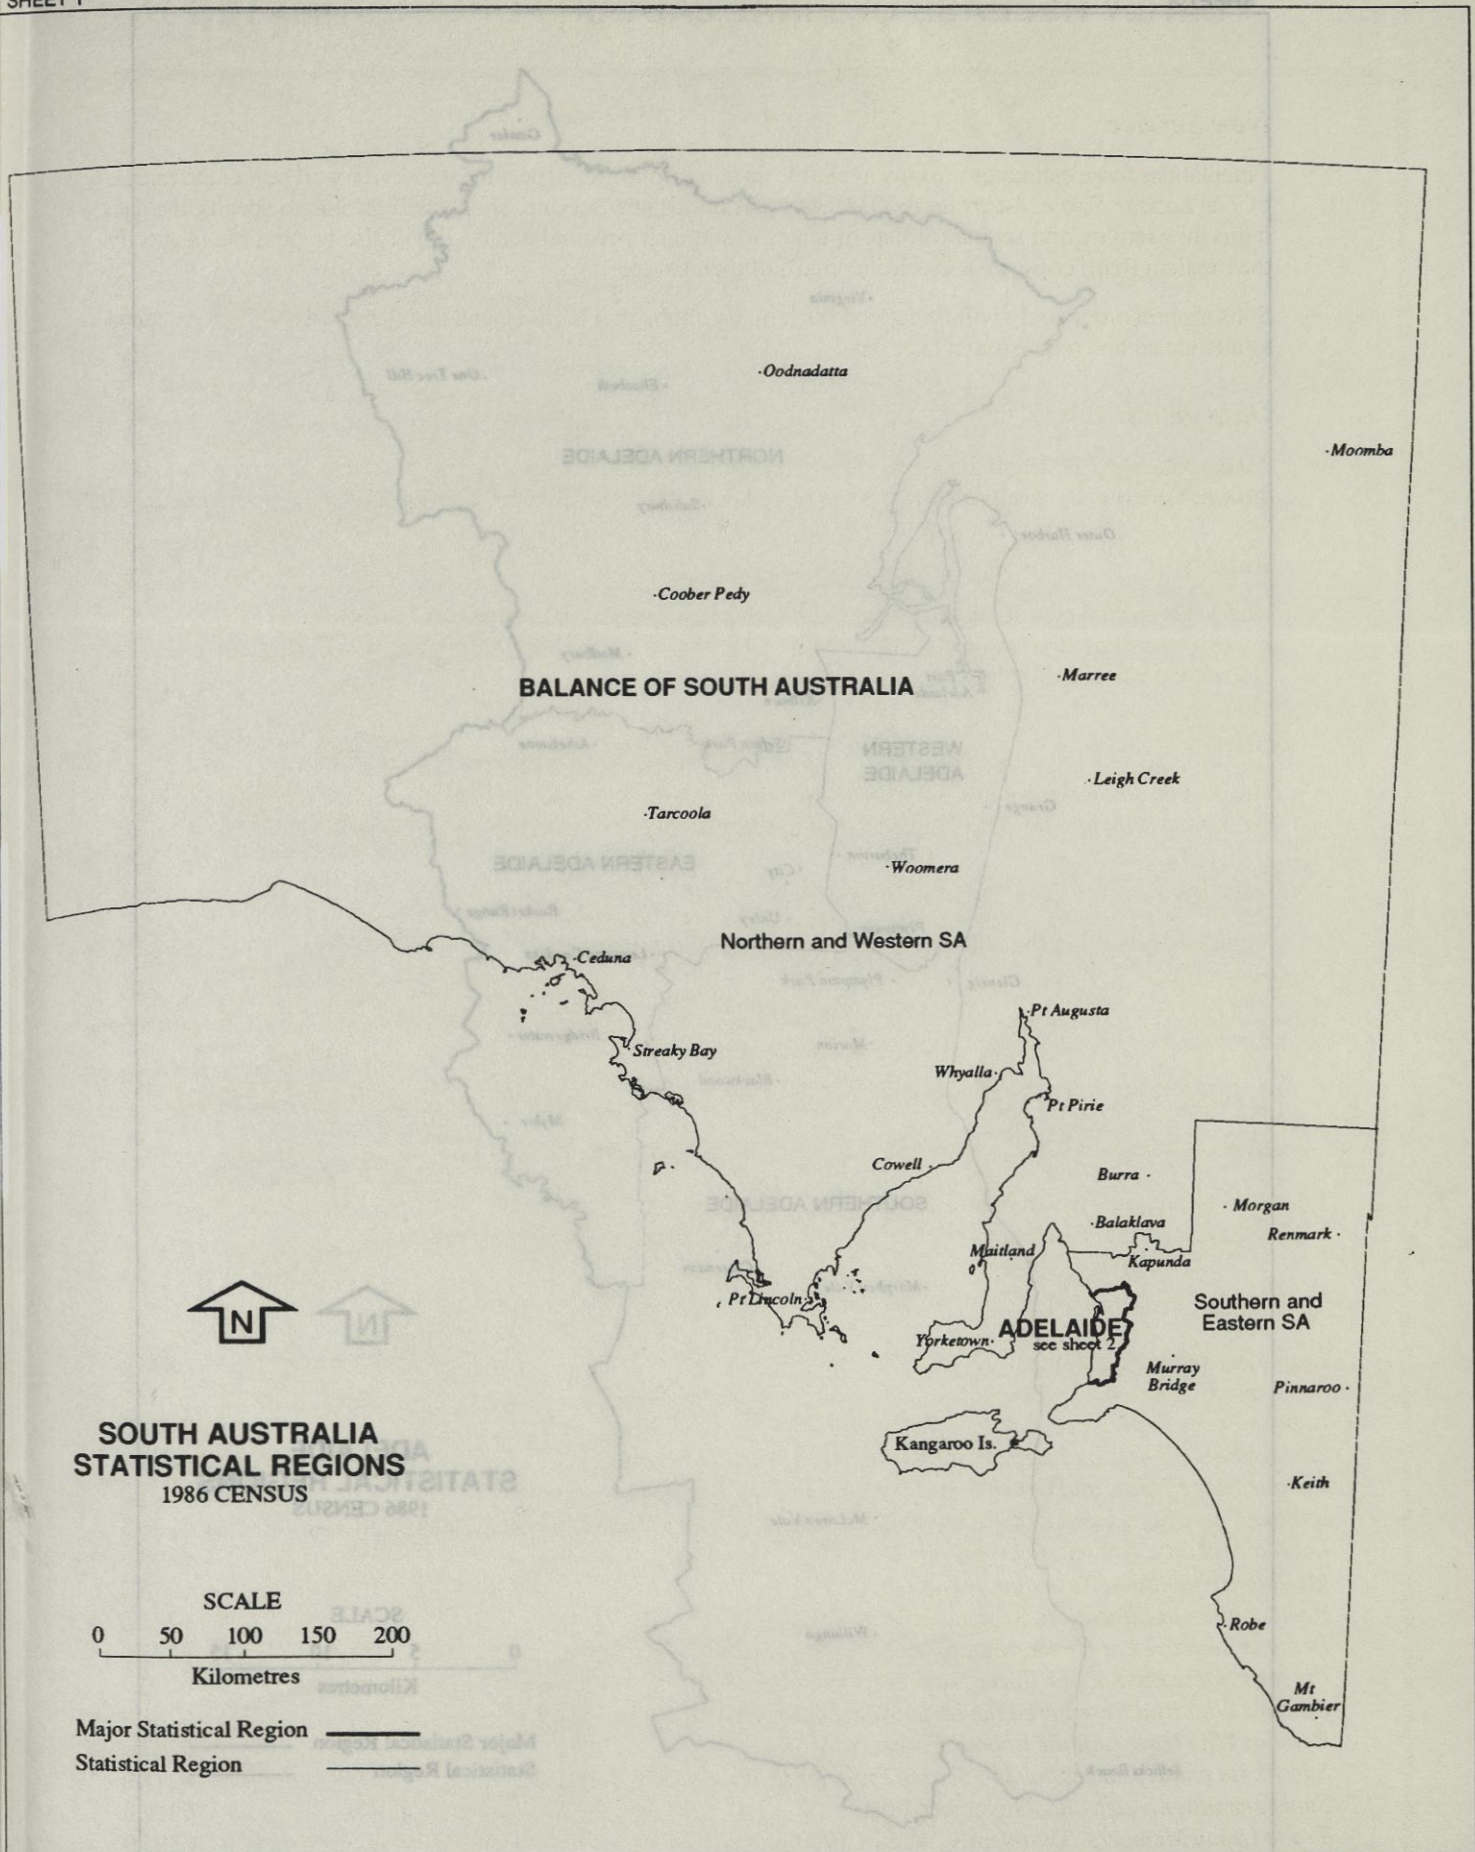 SHEET 1
·Oodnadatta
·Moomba
·Coober Pedy
BALANCE OF SOUTH AUSTRALIA
·Marree
·Leigh Creek
·Tarcoola
·Woomera
Northern and Western SA
·Ceduna
·Pt Augusta
·Streaky Bay
Whyalla·
·Pt Pirie
Cowell ·
Burra ·
· Morgan
·Balaklava
Renmark ·
Maitland
Kapunda
Pt Lincoln·
Southern and
Eastern SA
ADELAIDE
see sheet 2
Yorketown·
Murray
Bridge
Pinnaroo ·
Kangaroo Is.
·Keith
·Robe
Mt
Gambier
N
SOUTH AUSTRALIA
STATISTICAL REGIONS
1986 CENSUS
SCALE
0 50 100 150 200
Kilometres
Major Statistical Region
Statistical Region